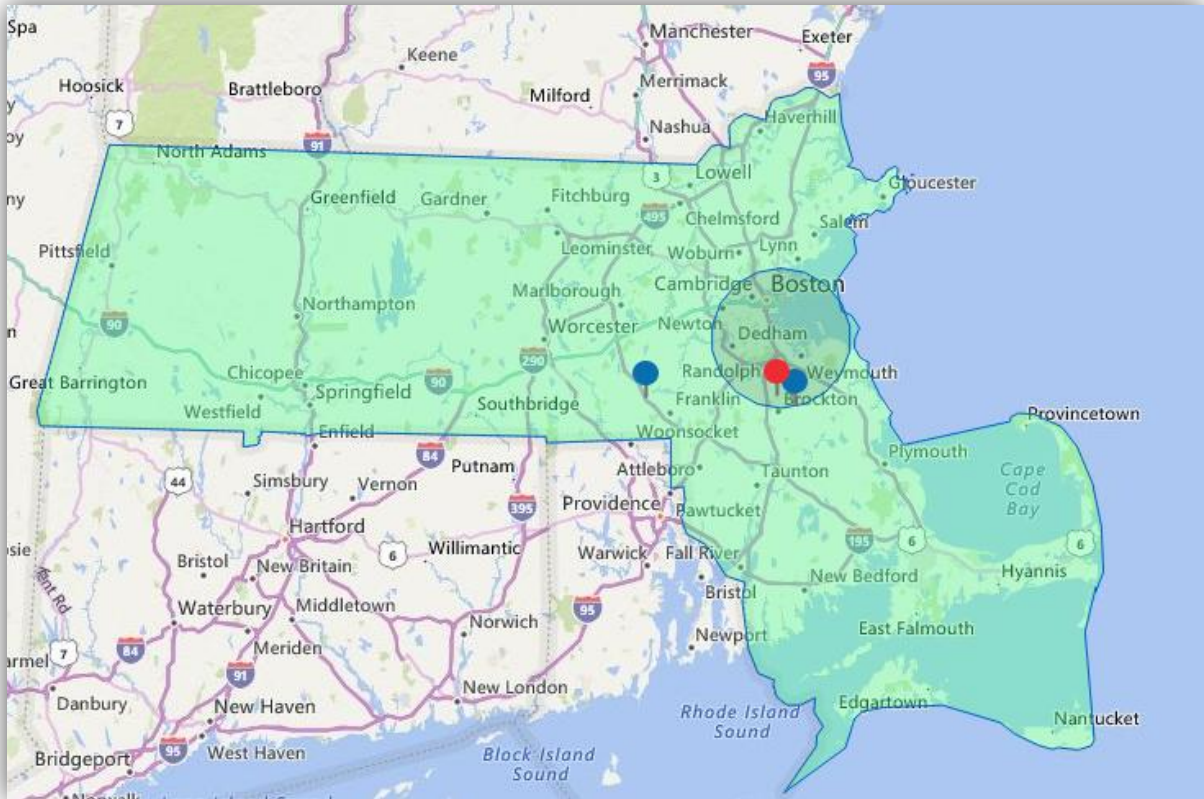 Spa
Keene
Manchester
Exeter
95
Hoosick
Brattleboro
Merrimack
Milford
7
Nashua
Haverhill
91
North Adams
3
Lowell
Greenfield
Gardner
Fitchburg
495
Chelmsford
Gloucester
Salem
Pittsfield
Leominster
Woburn
Lynn
Marlborough
Cambridge
Boston
Northampton
90
Worcester
Newton
Dedham
290
Great Barrington
Chicopee
90
Springfield
Randolph
Weymouth
Westfield
Southbridge
Franklin
Brockton
Provincetown
Enfield
Woonsocket
84
Putnam
Attleboro
Taunton
Plymouth
44
Simsbury
Vernon
395
Providence
Pawtucket
Cape
Cod
Bay
Hartford
6
Willimantic
Warwick
Fall River
195
6
6
Bristol
New Britain
New Bedford
Hyannis
Waterbury
Middletown
95
Bristol
Norwich
East Falmouth
7
84
Meriden
Newport
91
New London
Edgartown
Danbury
New Haven
Rhode Island
Sound
Nantucket
95
West Haven
Block Island
Sound
Bridgeport